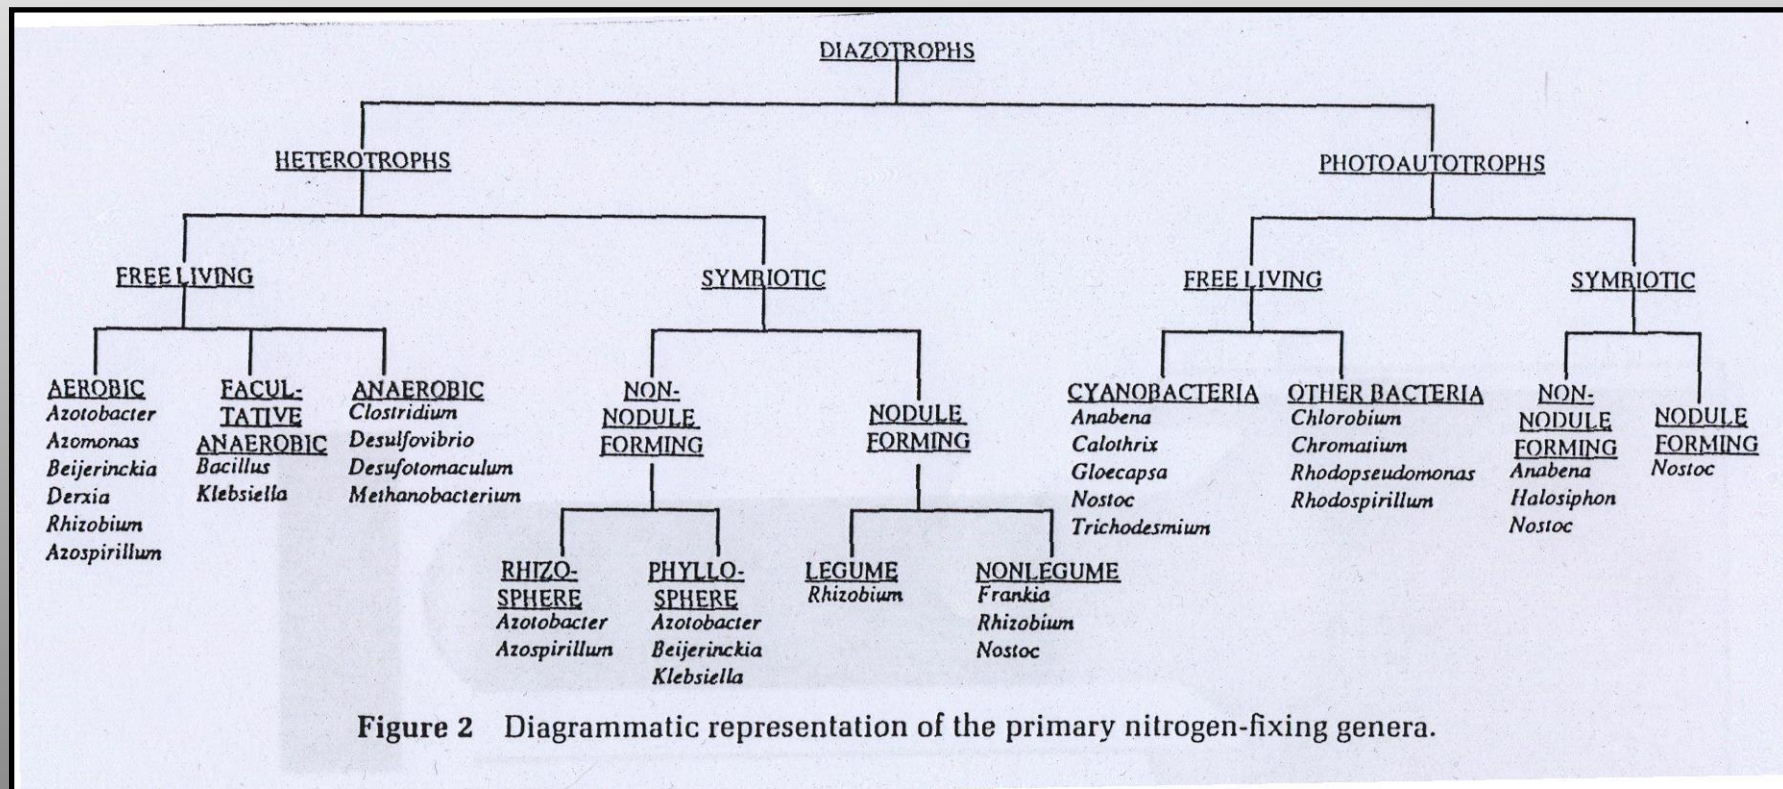 DIAZOTROPHS
HETEROTROPHS
PHOTOAUTOTROPHS
FREE LIVING
SYMBIOTIC
FREE LIVING
SYMBIOTIC
AEROBIC
Azotobacter
Azomonas
Beijerinckia
Derxia
Rhizobium
Azospirillum
FACUL-
TATIVE
ANAEROBIC
Bacillus
Klebsiella
ANAEROBIC
Clostridium
Desulfovibrio
Desufotomaculum
Methanobacterium
NON-
NODULE
FORMING
RHIZO-
SPHERE
Azotobacter
Azospirillum
PHYLLO-
SPHERE
Azotobacter
Beijerinckia
Klebsiella
NODULE
FORMING
LEGUME
Rhizobium
NONLEGUME
Frankia
Rhizobium
Nostoc
CYANOBACTERIA
Anabena
Calothrix
Gloecapsa
Nostoc
Trichodesmium
OTHER BACTERIA
Chlorobium
Chromatium
Rhodopseudomonas
Rhodospirillum
NON-
NODULE
FORMING
Anabena
Halosiphon
Nostoc
NODULE
FORMING
Nostoc
Figure 2 Diagrammatic representation of the primary nitrogen-fixing genera.